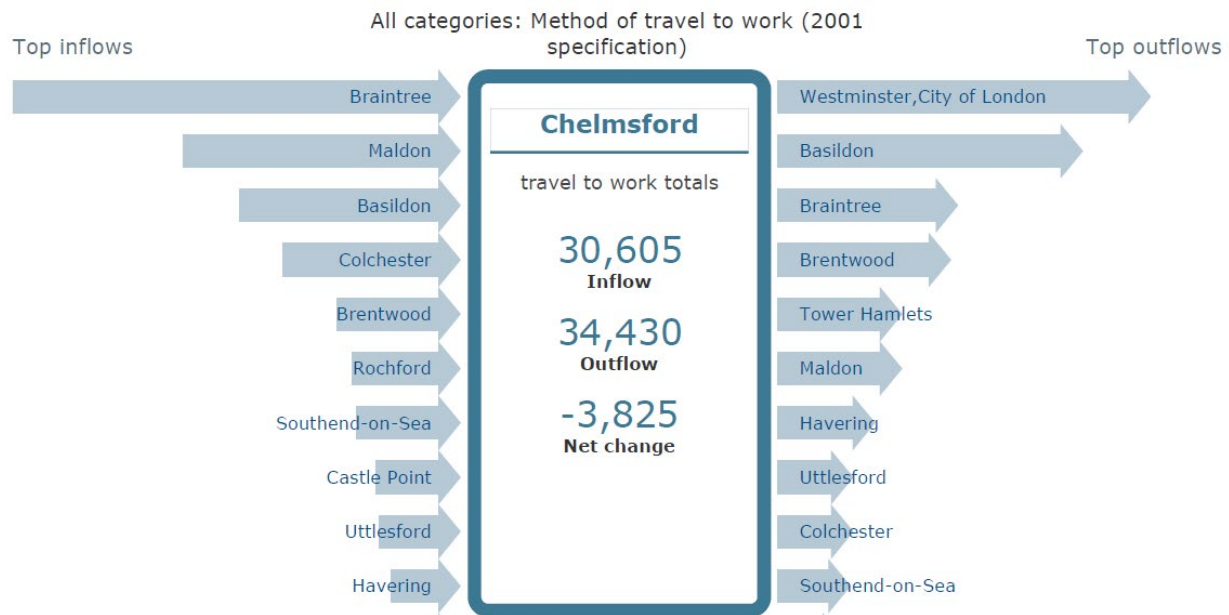 All categories: Method of travel to work (2001
specification)
Top inflows
Top outflows
Braintree
Maldon
Basildon
Colchester
Brentwood
Rochford
Southend-on-Sea
Castle Point
Uttlesford
Havering
Chelmsford
travel to work totals
30,605
Inflow
34,430
Outflow
-3,825
Net change
Westminster,City of London
Basildon
Braintree
Brentwood
Tower Hamlets
Maldon
Havering
Uttlesford
Colchester
Southend-on-Sea